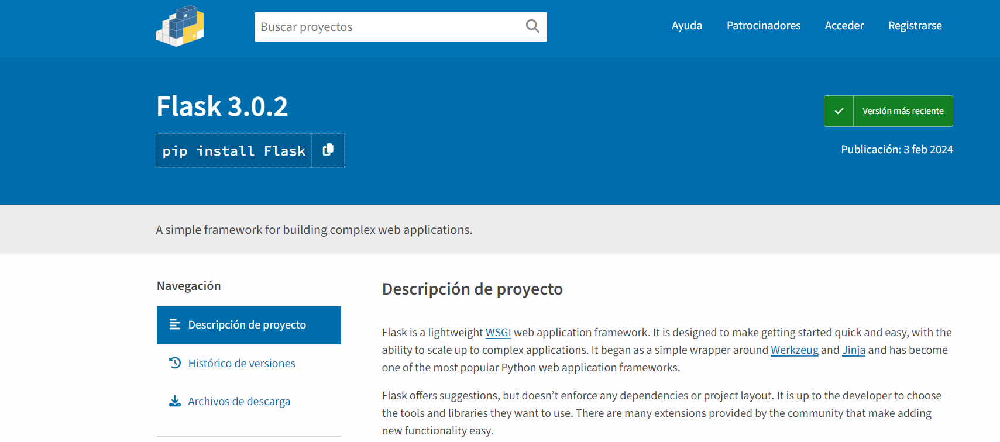 Buscar proyectos
Ayuda
Patrocinadores
Acceder
Registrarse
Flask 3.0.2
pip install Flask
Versión más reciente
Publicación: 3 feb 2024
A simple framework for building complex web applications.
Navegación
Descripción de proyecto
Histórico de versiones
Archivos de descarga
Descripción de proyecto
Flask is a lightweight WSGI web application framework. It is designed to make getting started quick and easy, with the
ability to scale up to complex applications. It began as a simple wrapper around Werkzeug and Jinja and has become
one of the most popular Python web application frameworks.
Flask offers suggestions, but doesn’t enforce any dependencies or project layout. It is up to the developer to choose
the tools and libraries they want to use. There are many extensions provided by the community that make adding
new functionality easy.